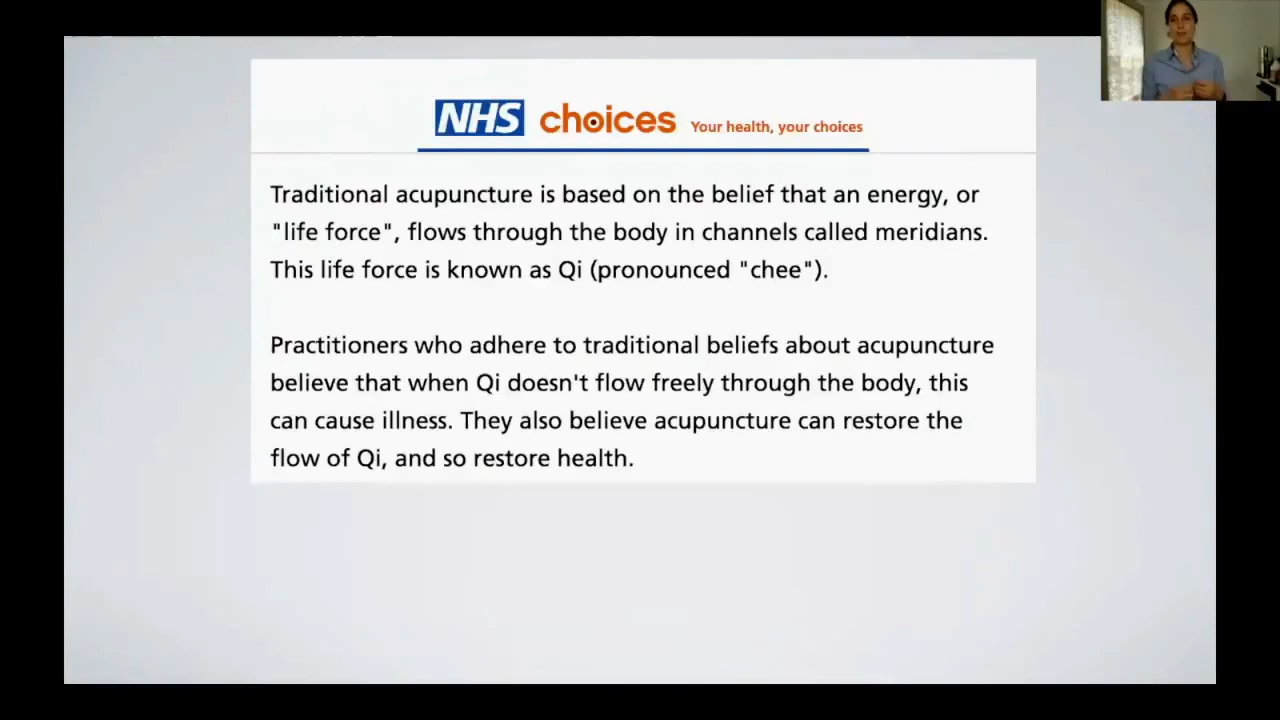 NHS choices Your health, your choices
Traditional acupuncture is based on the belief that an energy, or
"life force", flows through the body in channels called meridians.
This life force is known as Qi (pronounced "chee").
Practitioners who adhere to traditional beliefs about acupuncture
believe that when Qi doesn't flow freely through the body, this
can cause illness. They also believe acupuncture can restore the
flow of Qi, and so restore health.